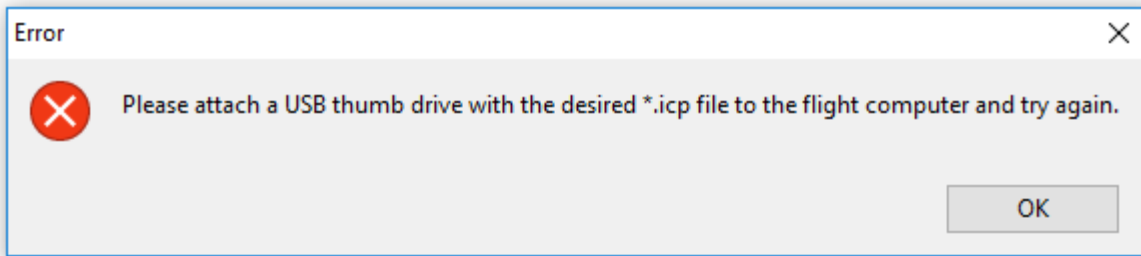 Error
Please attach a USB thumb drive with the desired *.icp file to the flight computer and try again.
OK